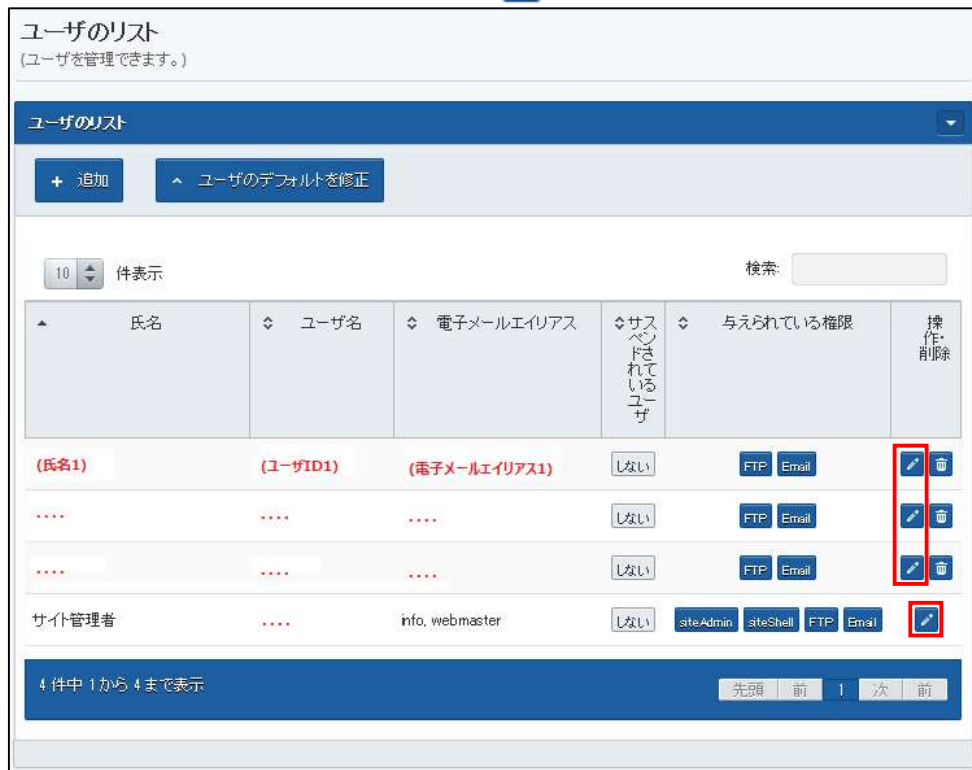 ユーザのリスト
(ユーザを管理できます。)
ユーザのリスト
+ 追加
ユーザのデフォルトを修正
10 件表示
検索:
氏名
ユーザ名
電子メールエイリアス
サスペンドされているユーザ
与えられている権限
操作・削除
(氏名1) (ユーザID1) (電子メールエイリアス1) しない FTP Email
.... .... .... しない FTP Email
.... .... .... しない FTP Email
サイト管理者 .... info, webmaster しない siteAdmin siteShell FTP Email
4 件中 1 から 4 まで表示
先頭 前 1 次 前